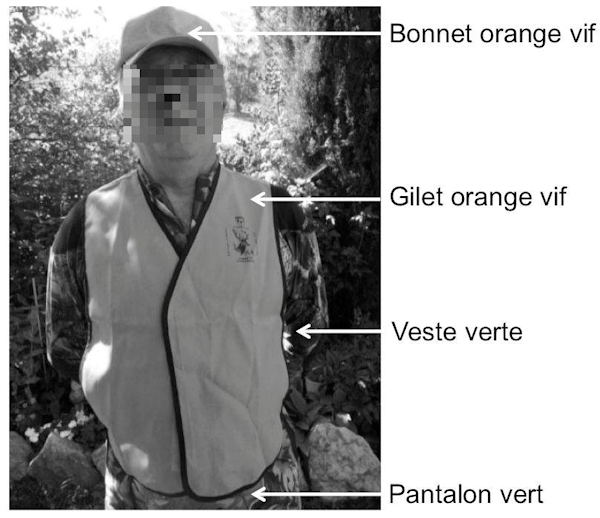 Bonnet orange vif
Gilet orange vif
Veste verte
Pantalon vert